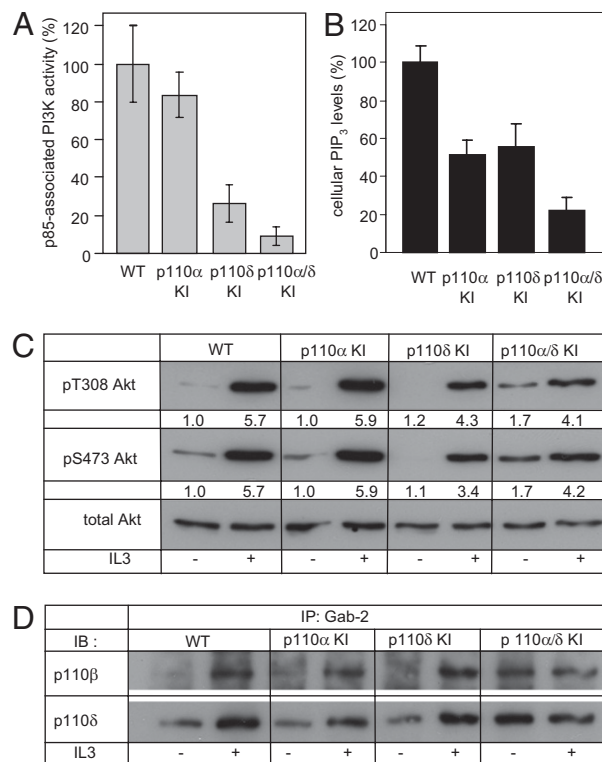 A
p85-associated PI3K activity (%)
120
100
80
60
40
20
0
WT
p110α KI
p110δ KI
p110α/δ KI
B
cellular PIP3 levels (%)
120
100
80
60
40
20
0
WT
p110α KI
p110δ KI
p110α/δ KI
C
WT p110α KI p110δ KI p110α/δ KI
pT308 Akt
1.0 5.7 1.0 5.9 1.2 4.3 1.7 4.1
pS473 Akt
1.0 5.7 1.0 5.9 1.1 3.4 1.7 4.2
total Akt
IL3 - + - + - + - +
D
IP: Gab-2
IB : WT p110α KI p110δ KI p 110α/δ KI
p110β
p110δ
IL3 - + - + - + - +